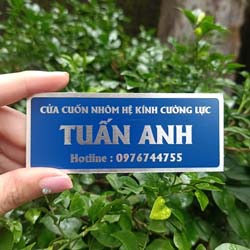 CỬA CUỐN NHÔM HỆ KÍNH CƯỜNG LỰC
TUẤN ANH
Hotline : 0976744755